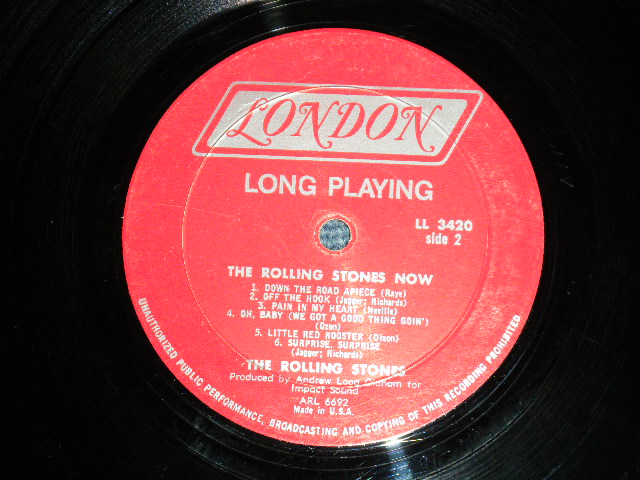 LONDON
LONG PLAYING
LL 3420
side 2
THE ROLLING STONES NOW
1. DOWN THE ROAD APIECE (Raye)
2. OFF THE HOOK (Jagger; Richards)
3. PAIN IN MY HEART (Neville)
4. OH, BABY (WE GOT A GOOD THING GOIN')
(Ozen)
5. LITTLE RED ROOSTER (Dixon)
6. SURPRISE, SURPRISE
(Jagger; Richards)
THE ROLLING STONES
Produced by Andrew Loog Oldham for
Impact Sound
ARL 6692
Made in U.S.A.
UNAUTHORIZED PUBLIC PERFORMANCE, BROADCASTING AND COPYING OF THIS RECORDING PROHIBITED